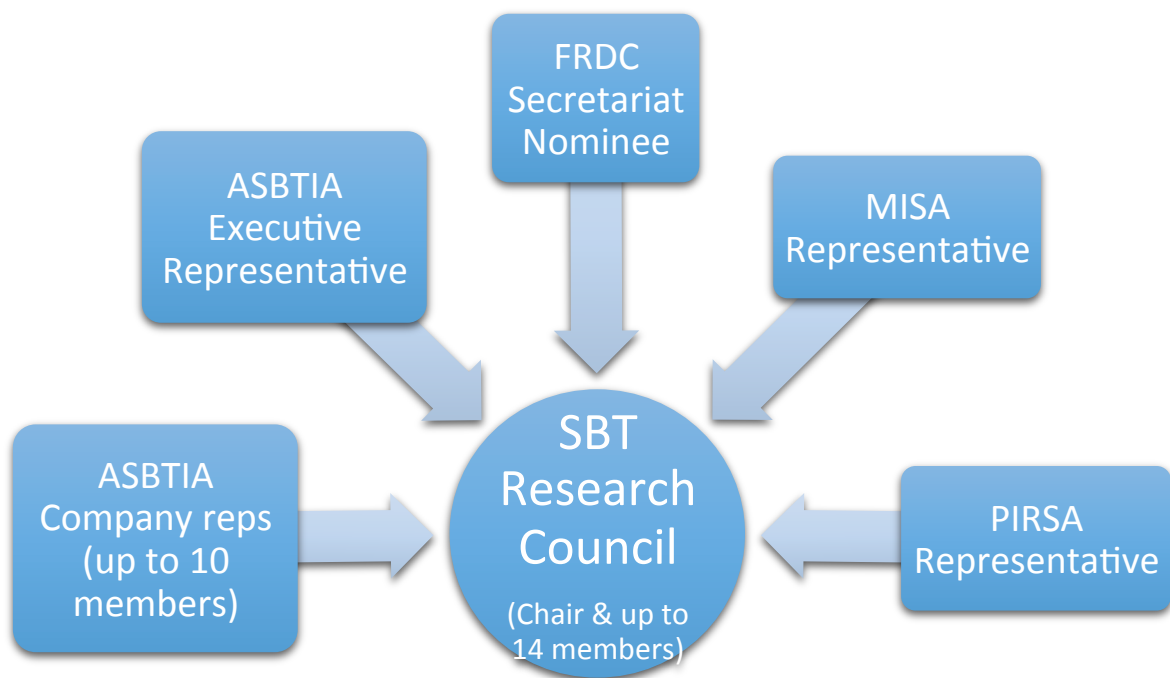 FRDC
Secretariat
Nominee
ASBTIA
Executive
Representative
MISA
Representative
ASBTIA
Company reps
(up to 10
members)
SBT
Research
Council
(Chair & up to
14 members)
PIRSA
Representative